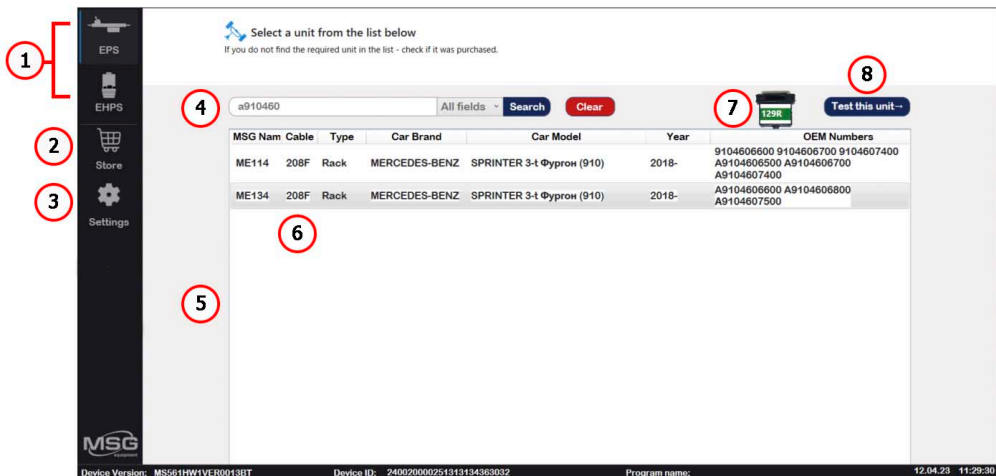 1
EPS
EHPS
2
Store
3
Settings
MSG
equipment
Select a unit from the list below
If you do not find the required unit in the list - check if it was purchased.
4
a910460
All fields
Search
Clear
7
129R
8
Test this unit→
MSG Nam Cable Type Car Brand Car Model Year OEM Numbers
ME114 208F Rack MERCEDES-BENZ SPRINTER 3-t Фургон (910) 2018- 9104606600 9104606700 9104607400
A9104606500 A9104606700
A9104607400
ME134 208F Rack MERCEDES-BENZ SPRINTER 3-t Фургон (910) 2018- A9104606600 A9104606800
A9104607500
6
5
Device Version: MS561HW1VER0013BT Device ID: 240020000251313134363032 Program name: 12.04.23 11:29:30